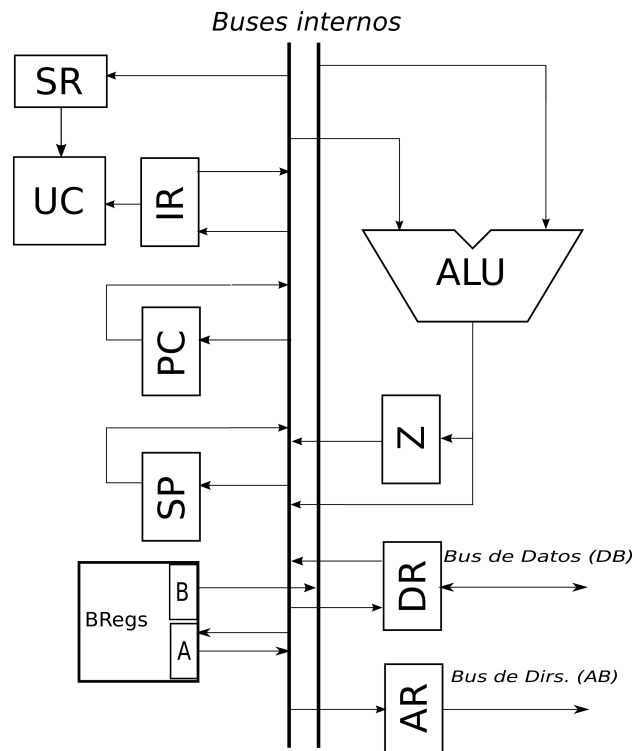 Buses internos
SR
UC
IR
ALU
PC
Z
SP
DR
Bus de Datos (DB)
BRegs
B
A
AR
Bus de Dirs. (AB)